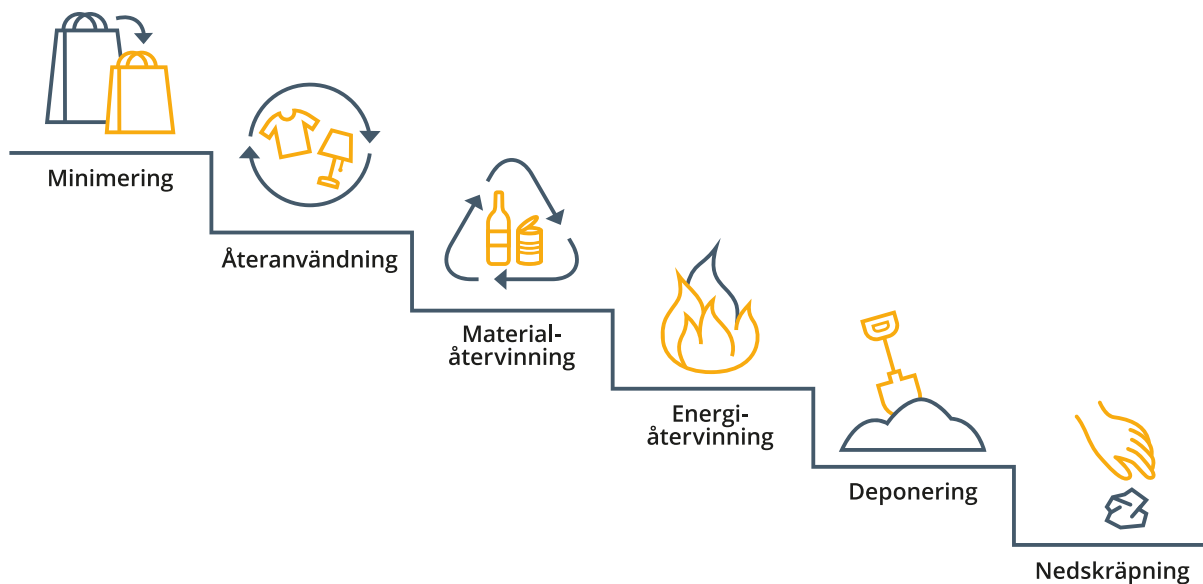 Minimering
Återanvändning
Material-
återvinning
Energi-
återvinning
Deponering
Nedskräpning